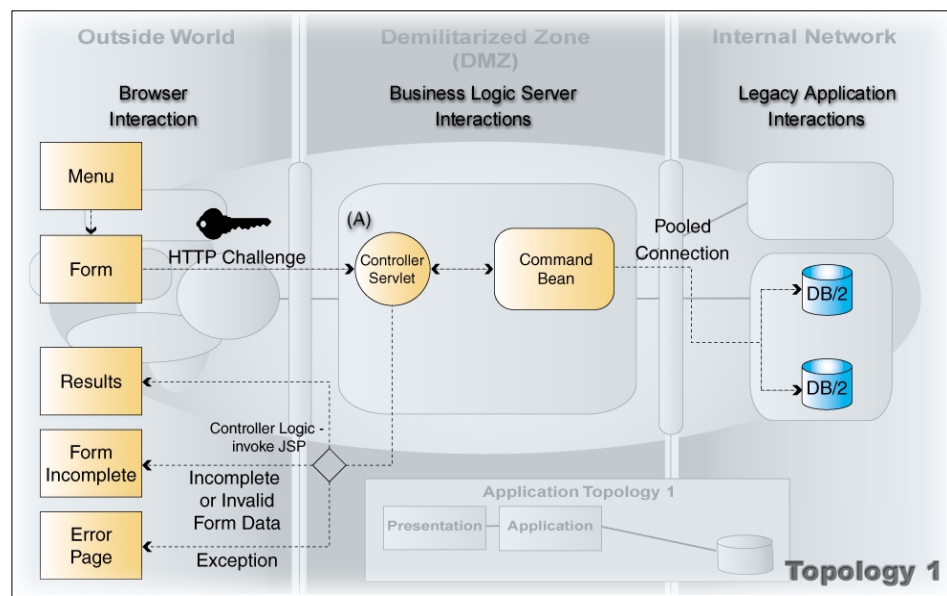 Outside World
Demilitarized Zone
(DMZ)
Internal Network
Browser
Interaction
Business Logic Server
Interactions
Legacy Application
Interactions
Menu
(A)
Pooled
Connection
Form
HTTP Challenge
Controller
Servlet
Command
Bean
DB/2
DB/2
Results
Controller Logic -
invoke JSP
Form
Incomplete
Incomplete
or Invalid
Form Data
Error
Page
Exception
Application Topology 1
Presentation
Application
Topology 1